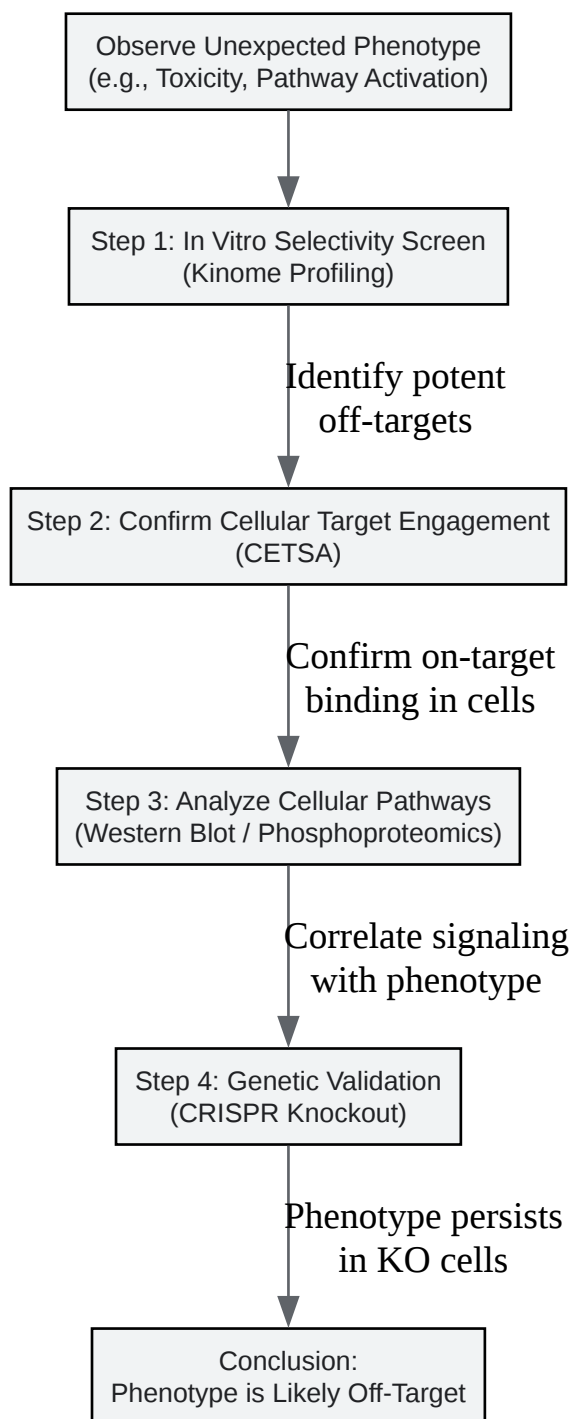 Observe Unexpected Phenotype
(e.g., Toxicity, Pathway Activation)
Step 1: In Vitro Selectivity Screen
(Kinome Profiling)
Identify potent
off-targets
Step 2: Confirm Cellular Target Engagement
(CETSA)
Confirm on-target
binding in cells
Step 3: Analyze Cellular Pathways
(Western Blot / Phosphoproteomics)
Correlate signaling
with phenotype
Step 4: Genetic Validation
(CRISPR Knockout)
Phenotype persists
in KO cells
Conclusion:
Phenotype is Likely Off-Target